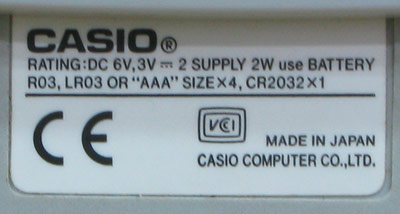 CASIO®
RATING:DC 6V,3V⎓ 2 SUPPLY 2W use BATTERY
R03, LR03 OR "AAA" SIZE×4, CR2032×1
CE
VCI
MADE IN JAPAN
CASIO COMPUTER CO.,LTD.